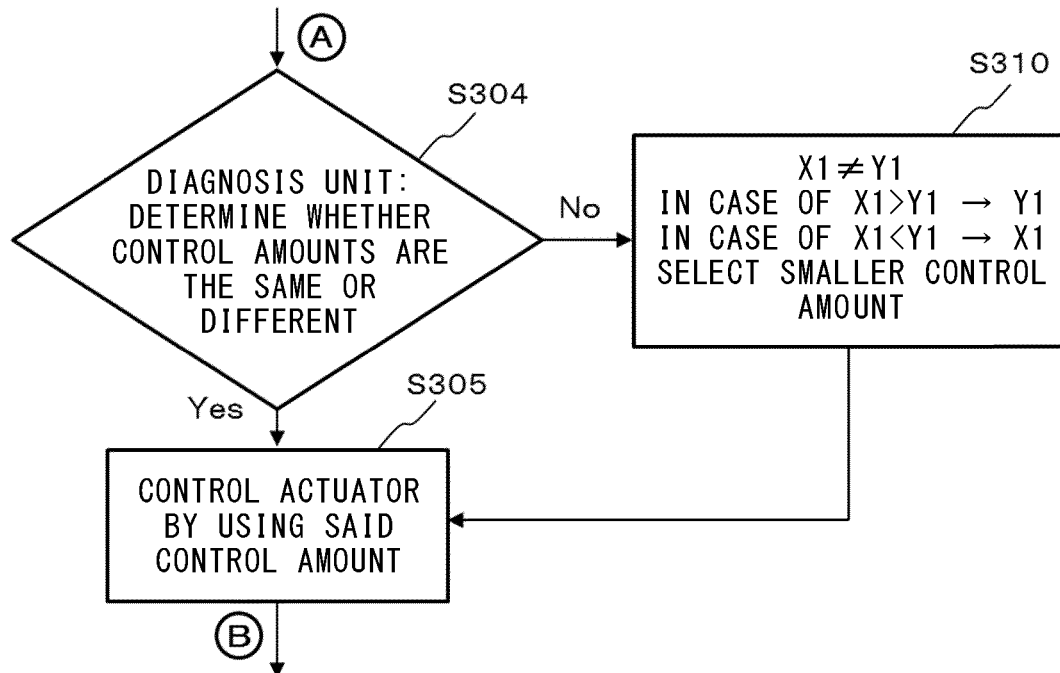 A
S304
DIAGNOSIS UNIT:
DETERMINE WHETHER
CONTROL AMOUNTS ARE
THE SAME OR
DIFFERENT
No
S310
X1≠Y1
IN CASE OF X1>Y1 → Y1
IN CASE OF X1<Y1 → X1
SELECT SMALLER CONTROL
AMOUNT
Yes
S305
CONTROL ACTUATOR
BY USING SAID
CONTROL AMOUNT
B